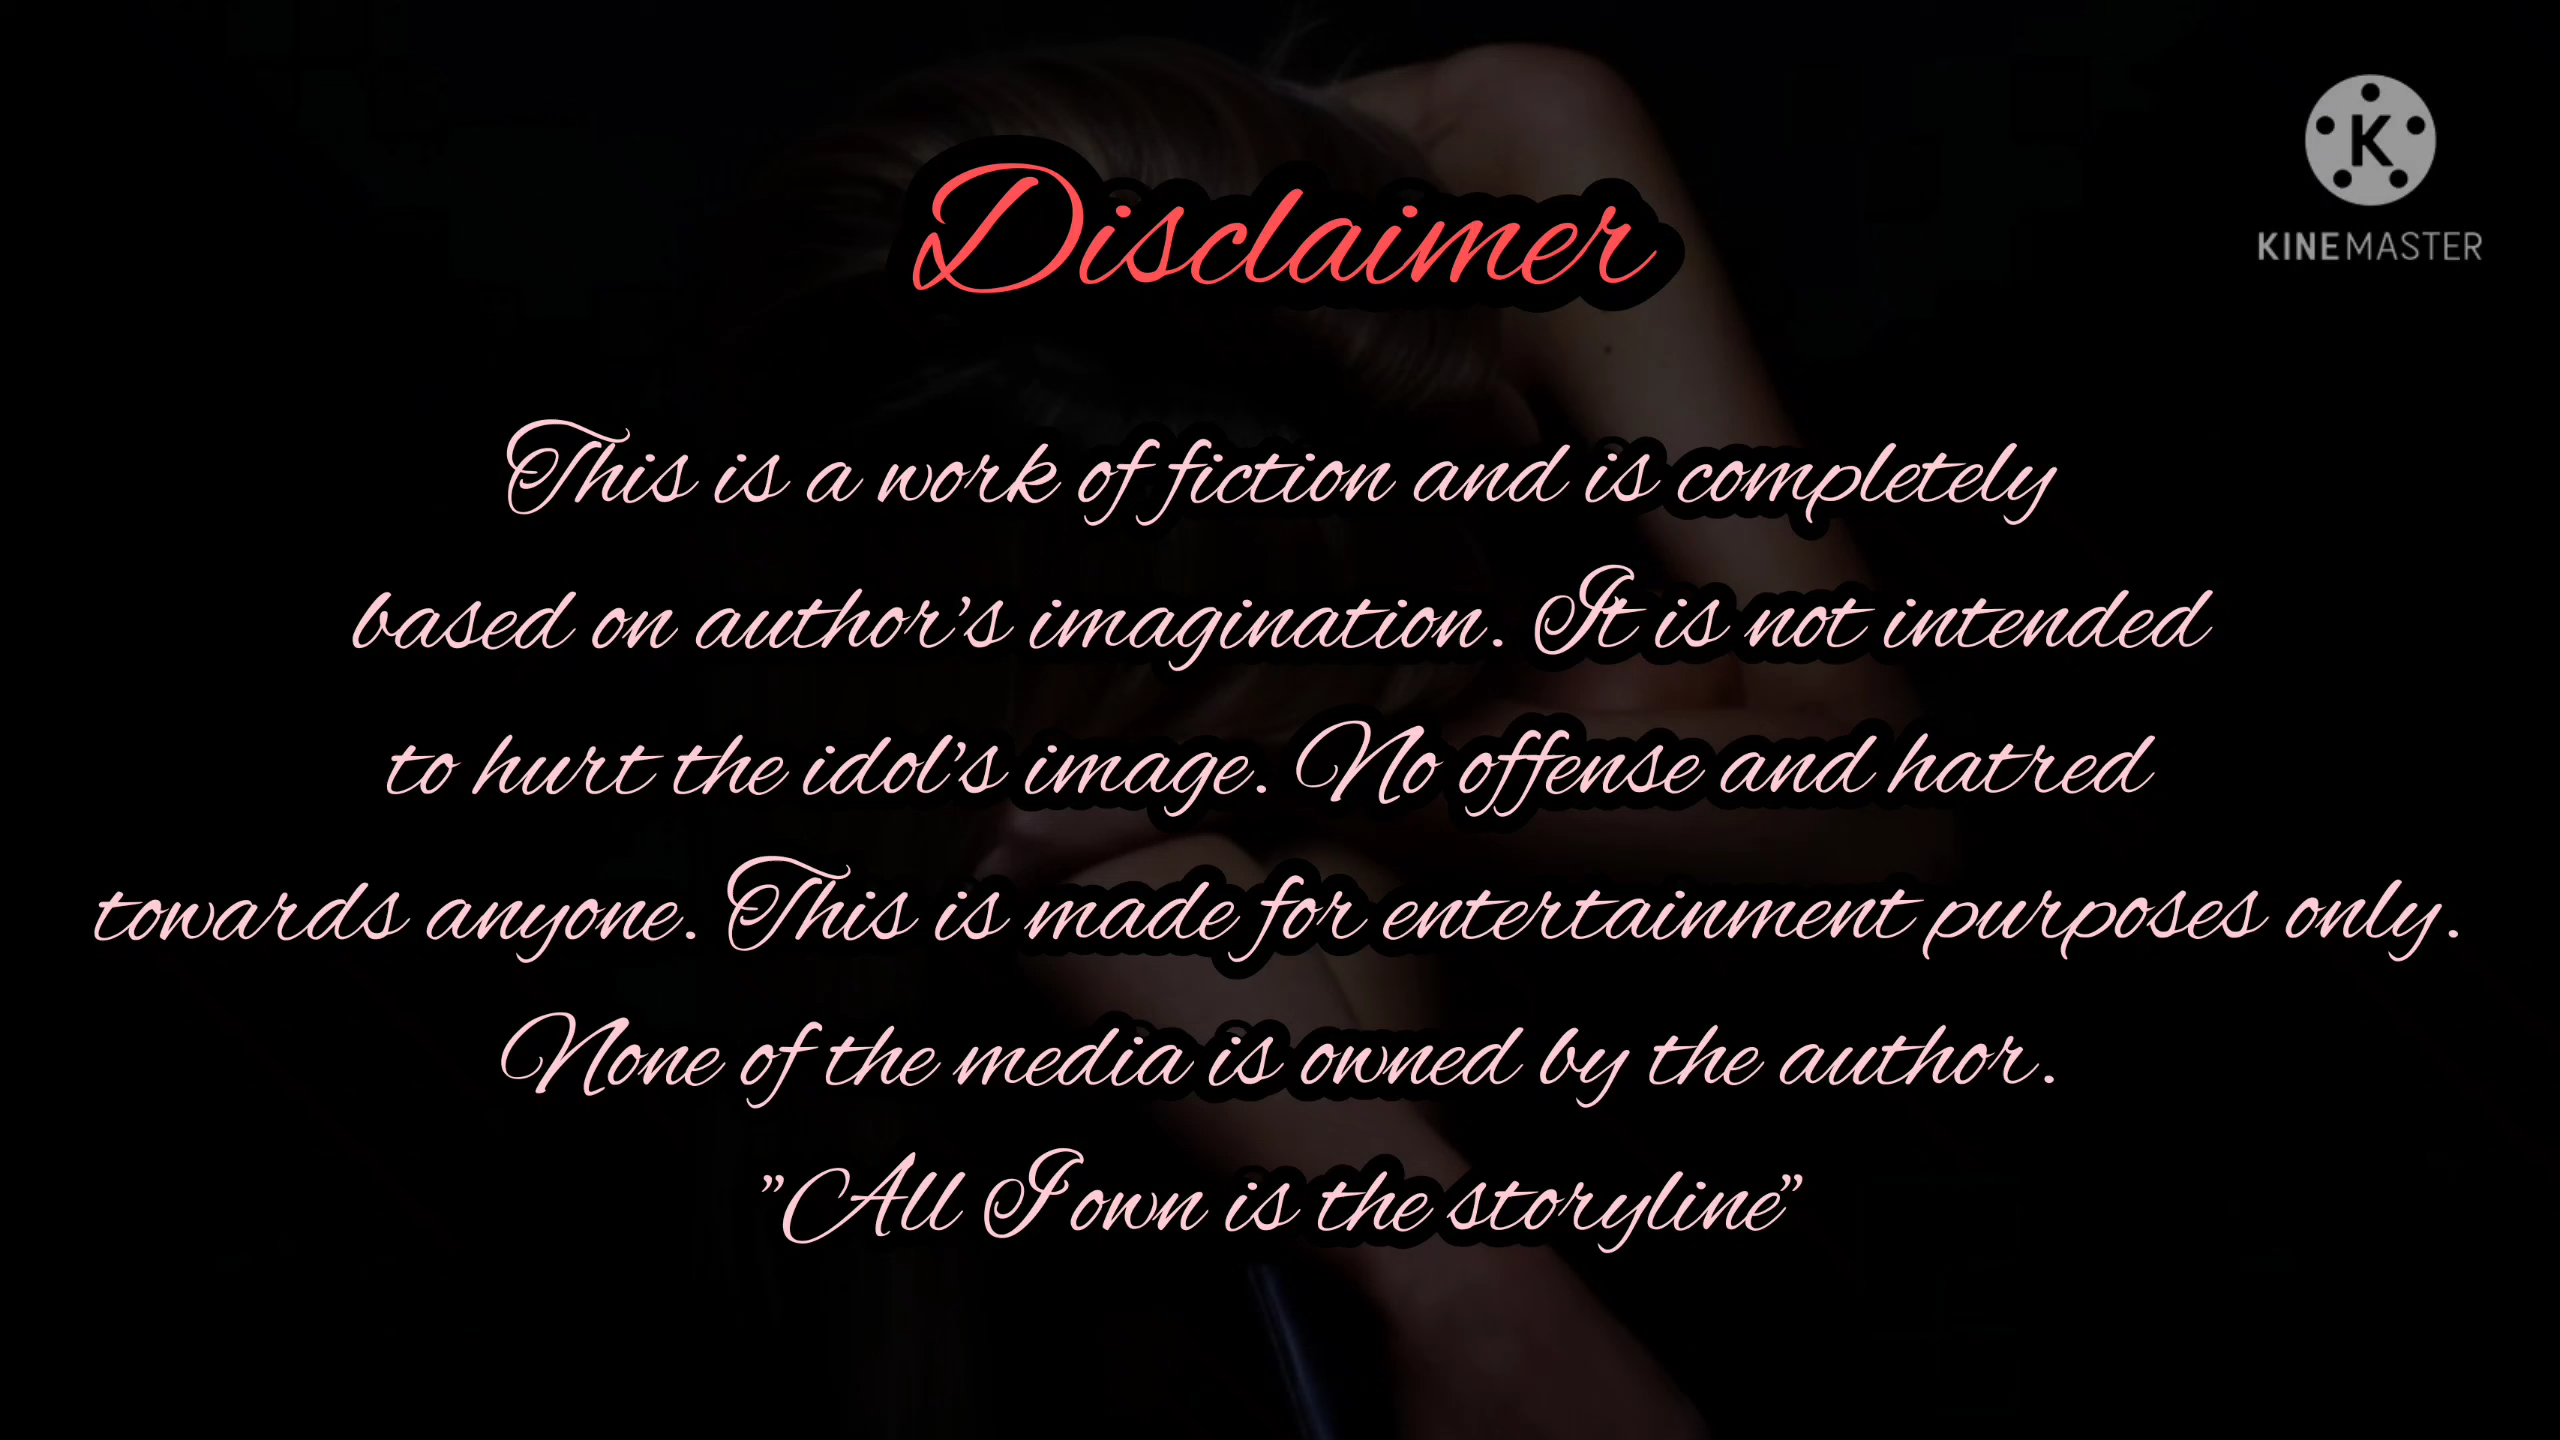 Disclaimer
K
KINEMASTER
This is a work of fiction and is completely
based on author's imagination. It is not intended
to hurt the idol's image. No offense and hatred
towards anyone. This is made for entertainment purposes only.
None of the media is owned by the author.
"All I own is the storyline"